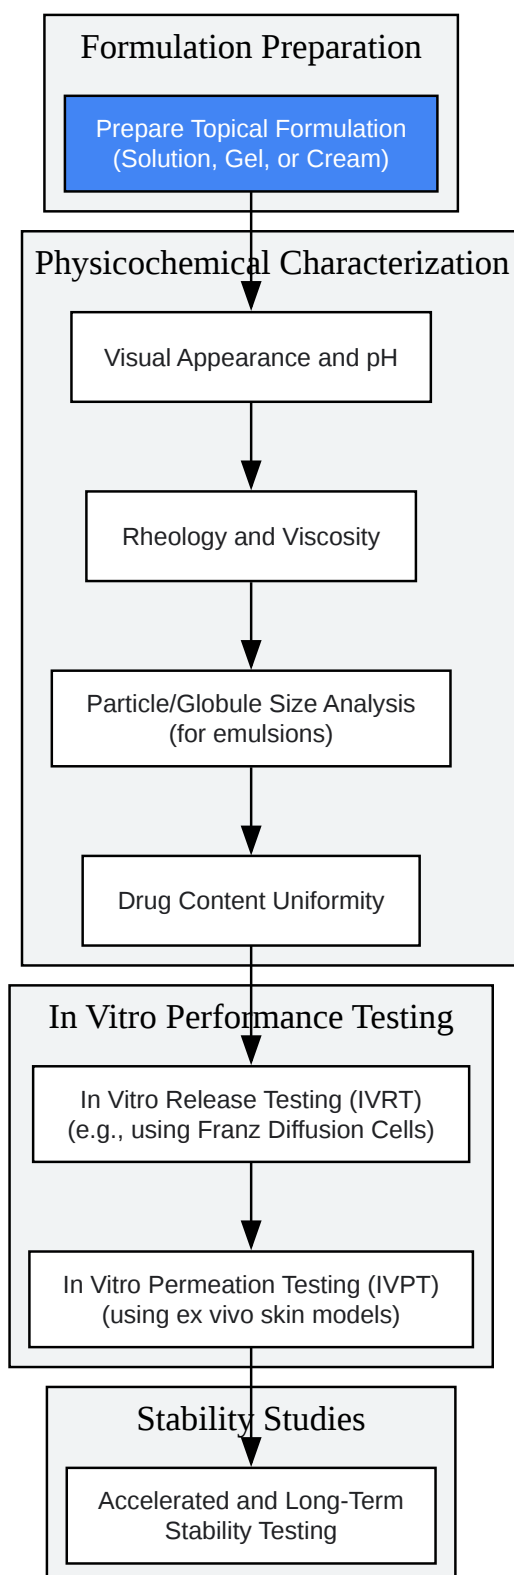 Formulation Preparation
Prepare Topical Formulation
(Solution, Gel, or Cream)
Physicochemical Characterization
Visual Appearance and pH
Rheology and Viscosity
Particle/Globule Size Analysis
(for emulsions)
Drug Content Uniformity
In Vitro Performance Testing
In Vitro Release Testing (IVRT)
(e.g., using Franz Diffusion Cells)
In Vitro Permeation Testing (IVPT)
(using ex vivo skin models)
Stability Studies
Accelerated and Long-Term
Stability Testing